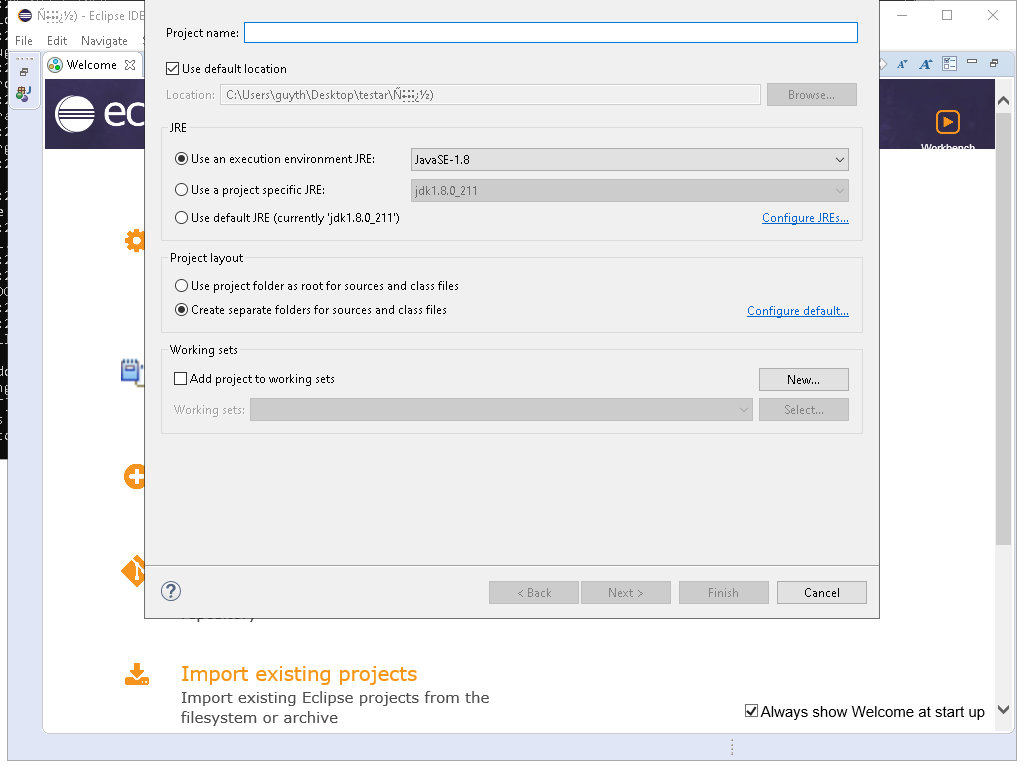 Ñ⍰⍰⍰¿½) - Eclipse IDE
File Edit Navigate
Welcome
ec
Workbench
Project name:
Use default location
Location: C:\Users\guyth\Desktop\testar\Ñ⍰⍰⍰¿½) Browse...
JRE
Use an execution environment JRE: JavaSE-1.8
Use a project specific JRE: jdk1.8.0_211
Use default JRE (currently 'jdk1.8.0_211') Configure JREs...
Project layout
Use project folder as root for sources and class files
Create separate folders for sources and class files Configure default...
Working sets
Add project to working sets New...
Working sets: Select...
? < Back Next > Finish Cancel
repository
Import existing projects
Import existing Eclipse projects from the
filesystem or archive
Always show Welcome at start up